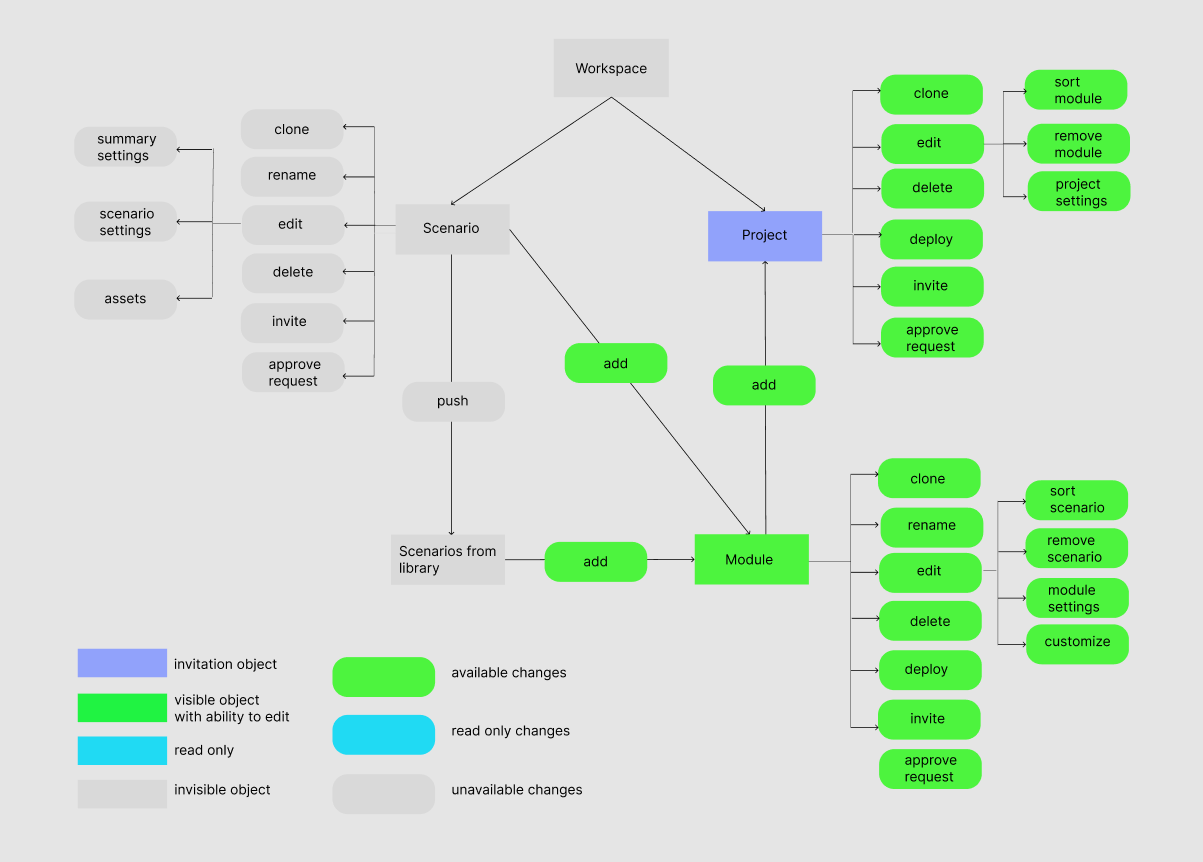 Workspace
Scenario
Project
summary
settings
scenario
settings
assets
clone
rename
edit
delete
invite
approve
request
clone
edit
delete
deploy
invite
approve
request
sort
module
remove
module
project
settings
push
add
add
Scenarios from
library
add
Module
clone
rename
edit
delete
deploy
invite
approve
request
sort
scenario
remove
scenario
module
settings
customize
invitation object
visible object
with ability to edit
read only
invisible object
available changes
read only changes
unavailable changes